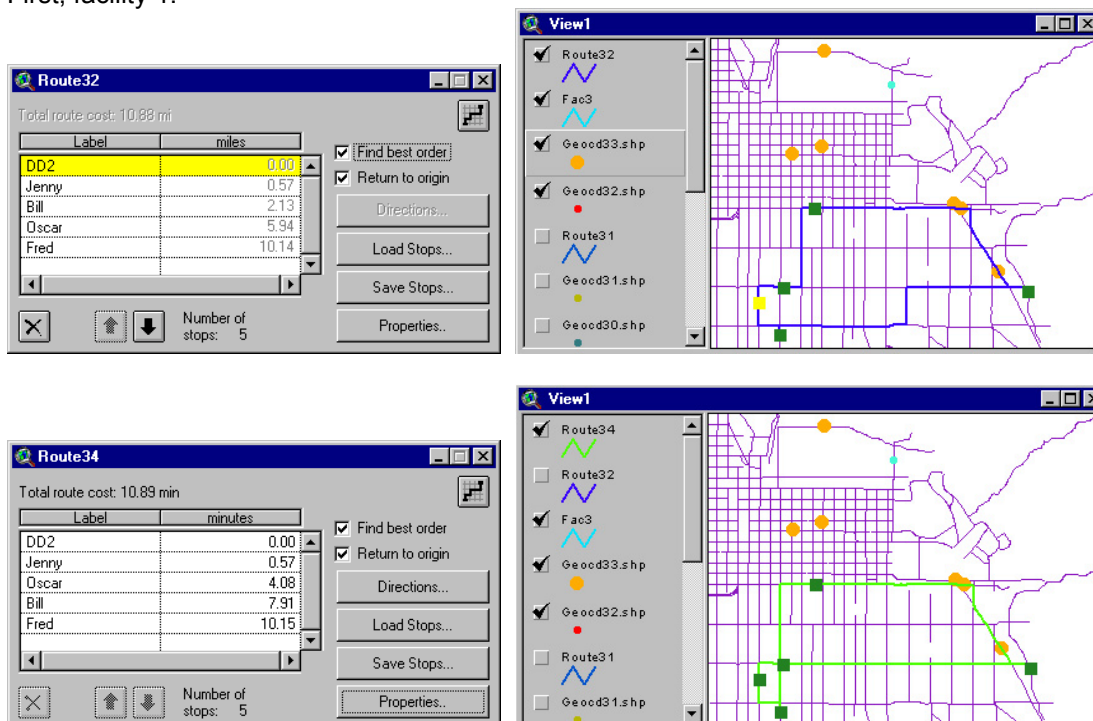 First, facility 1:
View1
Route32
Fac3
Geocd33.shp
Geocd32.shp
Route31
Geocd31.shp
Geocd30.shp
Route32
Total route cost: 10.88 mi
Label miles
DD2 0.00
Jenny 0.57
Bill 2.13
Oscar 5.94
Fred 10.14
Find best order
Return to origin
Directions...
Load Stops...
Save Stops...
Properties..
Number of
stops: 5
View1
Route34
Route32
Fac3
Geocd33.shp
Geocd32.shp
Route31
Geocd31.shp
Route34
Total route cost: 10.89 min
Label minutes
DD2 0.00
Jenny 0.57
Oscar 4.08
Bill 7.91
Fred 10.15
Find best order
Return to origin
Directions...
Load Stops...
Save Stops...
Properties..
Number of
stops: 5